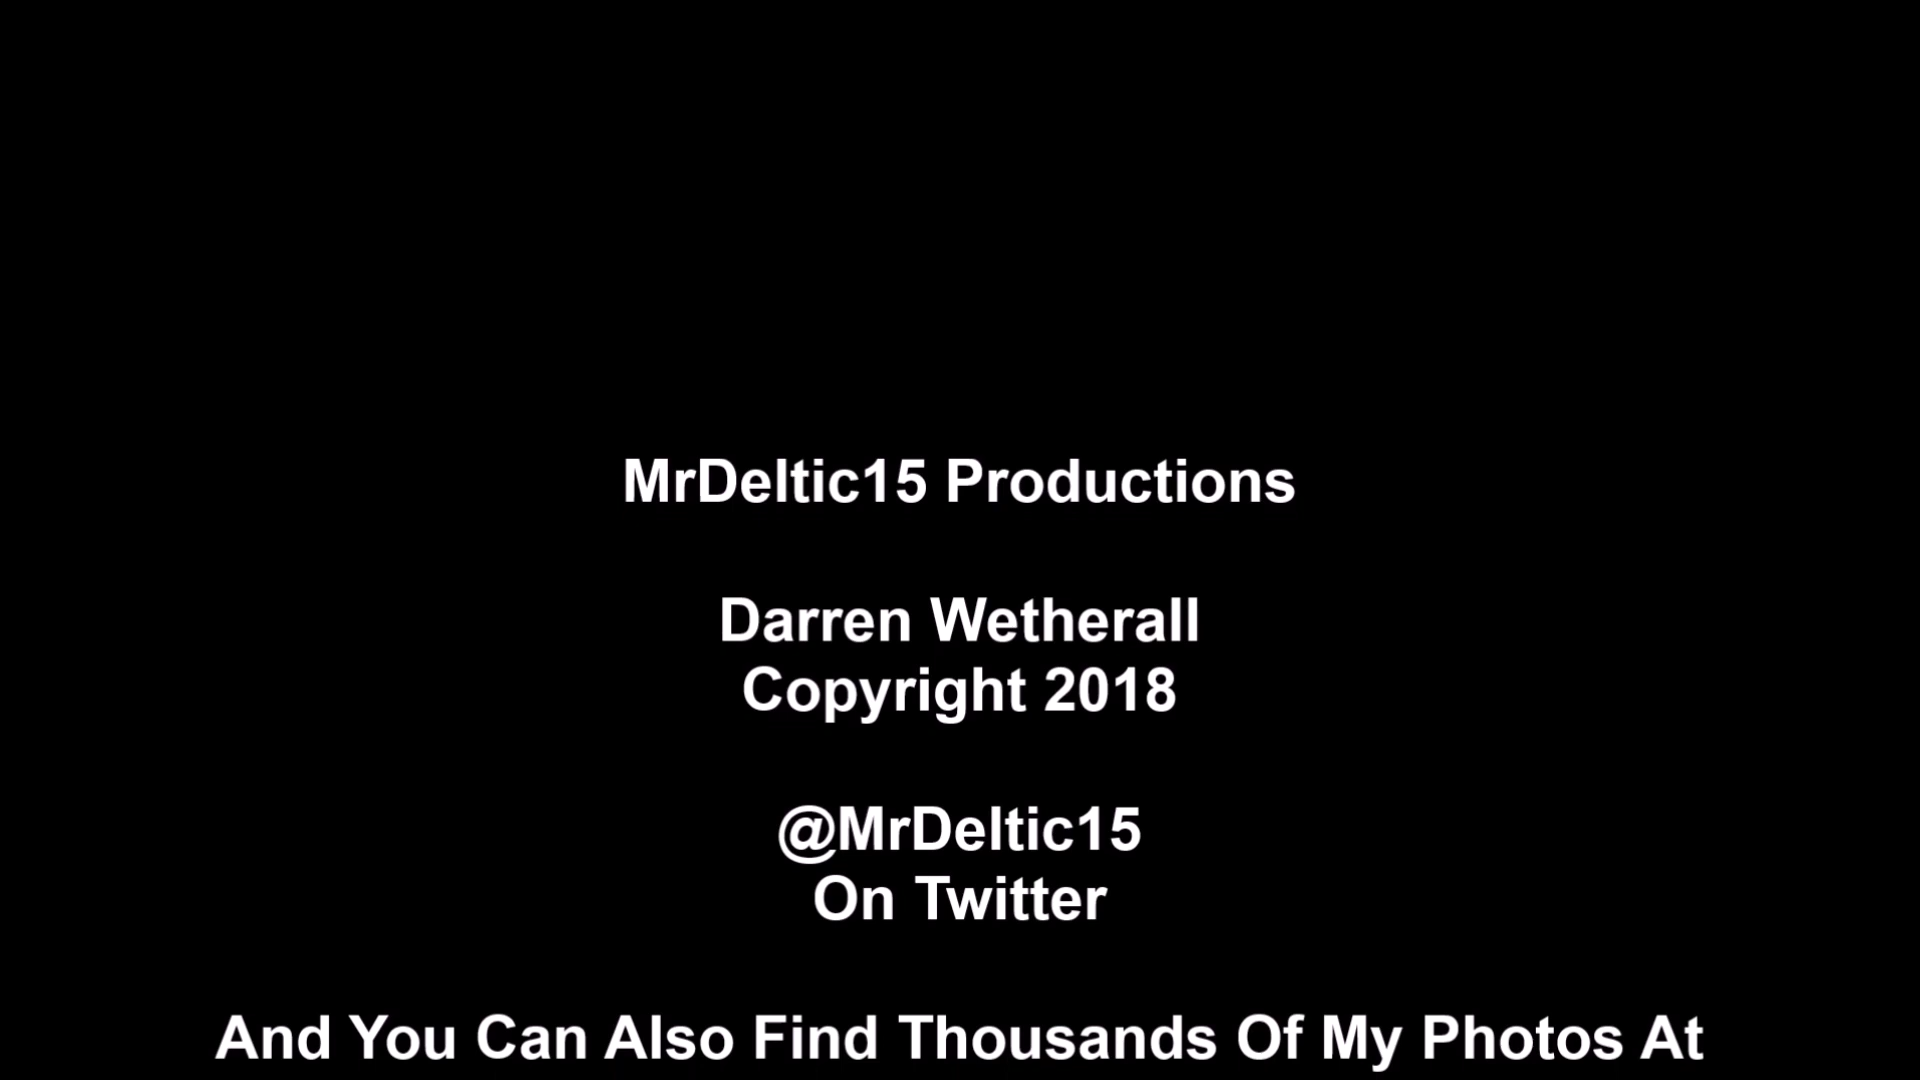 MrDeltic15 Productions
Darren Wetherall
Copyright 2018
@MrDeltic15
On Twitter
And You Can Also Find Thousands Of My Photos At